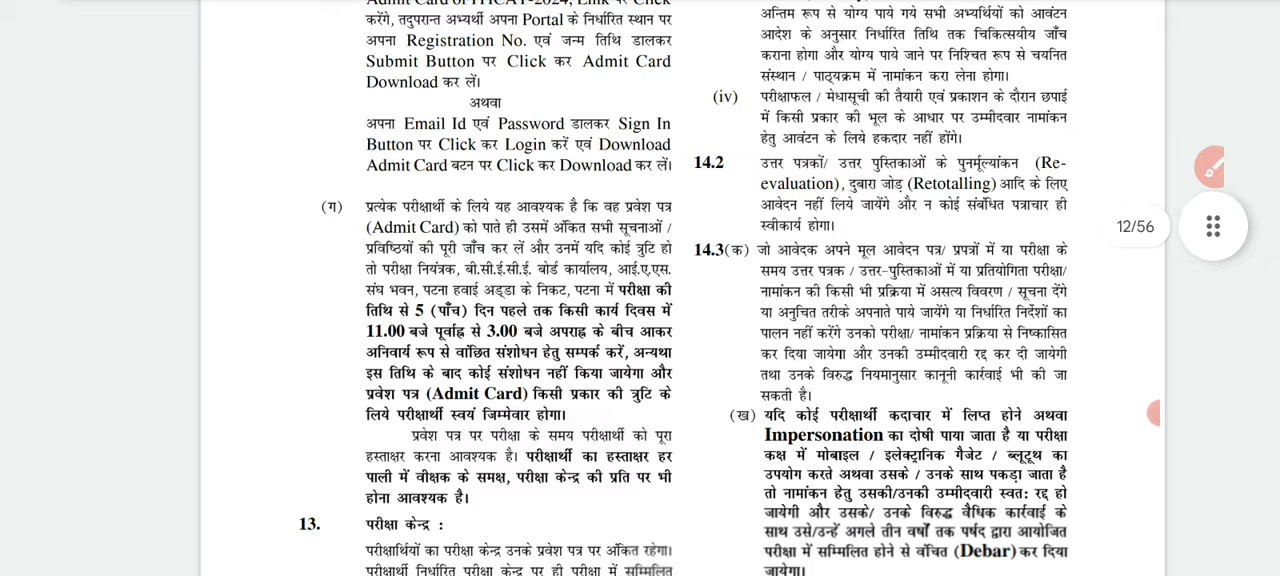 Admit Card of ITICAT-2024, Link पर Click
करेंगे, तदुपरान्त अभ्यर्थी अपना Portal के निर्धारित स्थान पर
अपना Registration No. एवं जन्म तिथि डालकर
Submit Button पर Click कर Admit Card
Download कर लें।
अथवा
अपना Email Id एवं Password डालकर Sign In
Button पर Click कर Login करें एवं Download
Admit Card बटन पर Click कर Download कर लें।
(ग) प्रत्येक परीक्षार्थी के लिये यह आवश्यक है कि वह प्रवेश पत्र
(Admit Card) को पाते ही उसमें अंकित सभी सूचनाओं /
प्रविष्ठियों की पूरी जाँच कर लें और उनमें यदि कोई त्रुटि हो
तो परीक्षा नियंत्रक, बी.सी.ई.सी.ई. बोर्ड कार्यालय, आई.ए.एस.
संघ भवन, पटना हवाई अड्डा के निकट, पटना में परीक्षा की
तिथि से 5 (पाँच) दिन पहले तक किसी कार्य दिवस में
11.00 बजे पूर्वाह्न से 3.00 बजे अपराह्न के बीच आकर
अनिवार्य रूप से वांछित संशोधन हेतु सम्पर्क करें, अन्यथा
इस तिथि के बाद कोई संशोधन नहीं किया जायेगा और
प्रवेश पत्र (Admit Card) किसी प्रकार की त्रुटि के
लिये परीक्षार्थी स्वयं जिम्मेवार होगा।
प्रवेश पत्र पर परीक्षा के समय परीक्षार्थी को पूरा
हस्ताक्षर करना आवश्यक है। परीक्षार्थी का हस्ताक्षर हर
पाली में वीक्षक के समक्ष, परीक्षा केन्द्र की प्रति पर भी
होना आवश्यक है।
13. परीक्षा केन्द्र :
परीक्षार्थियों का परीक्षा केन्द्र उनके प्रवेश पत्र पर अंकित रहेगा।
परीक्षार्थी निर्धारित परीक्षा केन्द्र पर ही परीक्षा में सम्मिलित
अन्तिम रूप से योग्य पाये गये सभी अभ्यर्थियों को आवंटन
आदेश के अनुसार निर्धारित तिथि तक चिकित्सयीय जाँच
कराना होगा और योग्य पाये जाने पर निश्चित रूप से चयनित
संस्थान / पाठ्यक्रम में नामांकन करा लेना होगा।
(iv) परीक्षाफल / मेधासूची की तैयारी एवं प्रकाशन के दौरान छपाई
में किसी प्रकार की भूल के आधार पर उम्मीदवार नामांकन
हेतु आवंटन के लिये हकदार नहीं होंगे।
14.2 उत्तर पत्रकों/ उत्तर पुस्तिकाओं के पुनर्मूल्यांकन (Re-
evaluation), दुबारा जोड़ (Retotalling) आदि के लिए
आवेदन नहीं लिये जायेंगे और न कोई संबंधित पत्राचार ही
स्वीकार्य होगा।
14.3(क) जो आवेदक अपने मूल आवेदन पत्र/ प्रपत्रों में या परीक्षा के
समय उत्तर पत्रक / उत्तर-पुस्तिकाओं में या प्रतियोगिता परीक्षा/
नामांकन की किसी भी प्रक्रिया में असत्य विवरण / सूचना देंगे
या अनुचित तरीके अपनाते पाये जायेंगे या निर्धारित निर्देशों का
पालन नहीं करेंगे उनको परीक्षा/ नामांकन प्रक्रिया से निष्कासित
कर दिया जायेगा और उनकी उम्मीदवारी रद्द कर दी जायेगी
तथा उनके विरुद्ध नियमानुसार कानूनी कार्रवाई भी की जा
सकती है।
(ख) यदि कोई परीक्षार्थी कदाचार में लिप्त होने अथवा
Impersonation का दोषी पाया जाता है या परीक्षा
कक्ष में मोबाइल / इलेक्ट्रानिक गैजेट / ब्लूटूथ का
उपयोग करते अथवा उसके / उनके साथ पकड़ा जाता है
तो नामांकन हेतु उसकी/उनकी उम्मीदवारी स्वत: रद्द हो
जायेगी और उसके/ उनके विरुद्ध वैधिक कार्रवाई के
साथ उसे/उन्हें अगले तीन वर्षों तक पर्षद द्वारा आयोजित
परीक्षा में सम्मिलित होने से वंचित (Debar) कर दिया
जायेगा।
12/56